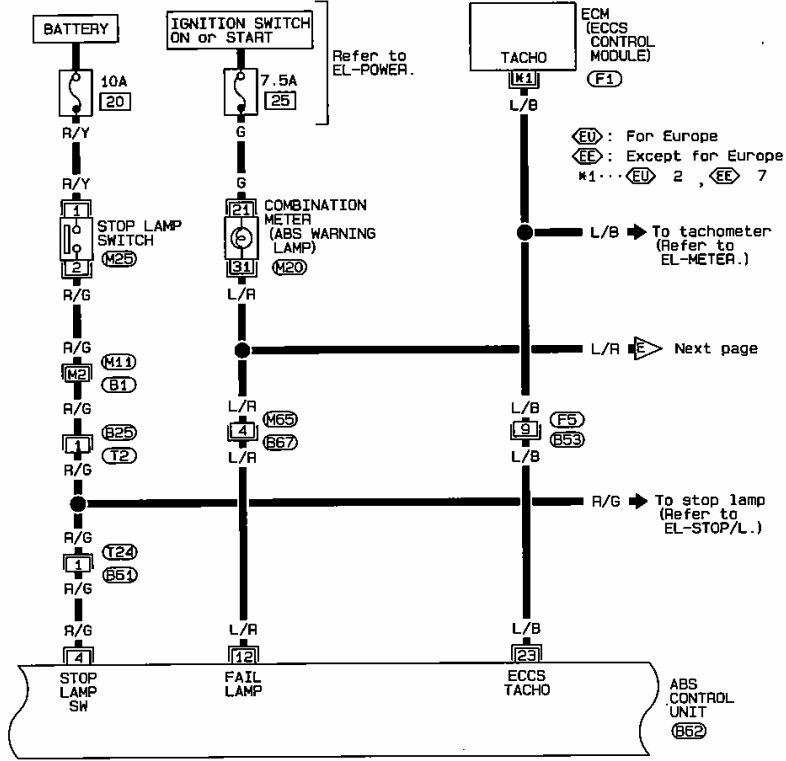 BATTERY
IGNITION SWITCH
ON or START
Refer to
EL-POWER.
TACHO
ECM
(ECCS
CONTROL
MODULE)
10A
20
7.5A
25
*1
F1
R/Y
G
L/B
EU : For Europe
EE : Except for Europe
*1··· EU 2 , EE 7
R/Y
G
1
STOP LAMP
SWITCH
2
M25
21
COMBINATION
METER
(ABS WARNING
LAMP)
31
M20
L/B
To tachometer
(Refer to
EL-METER.)
R/G
L/R
R/G
L/R
E
Next page
M2
M11
B1
R/G
L/R
L/B
1
B25
T2
4
M65
B67
9
F5
B53
R/G
L/R
L/B
R/G
To stop lamp
(Refer to
EL-STOP/L.)
R/G
1
T24
B61
R/G
R/G
L/R
L/B
4
12
23
STOP
LAMP
SW
FAIL
LAMP
ECCS
TACHO
ABS
CONTROL
UNIT
B62